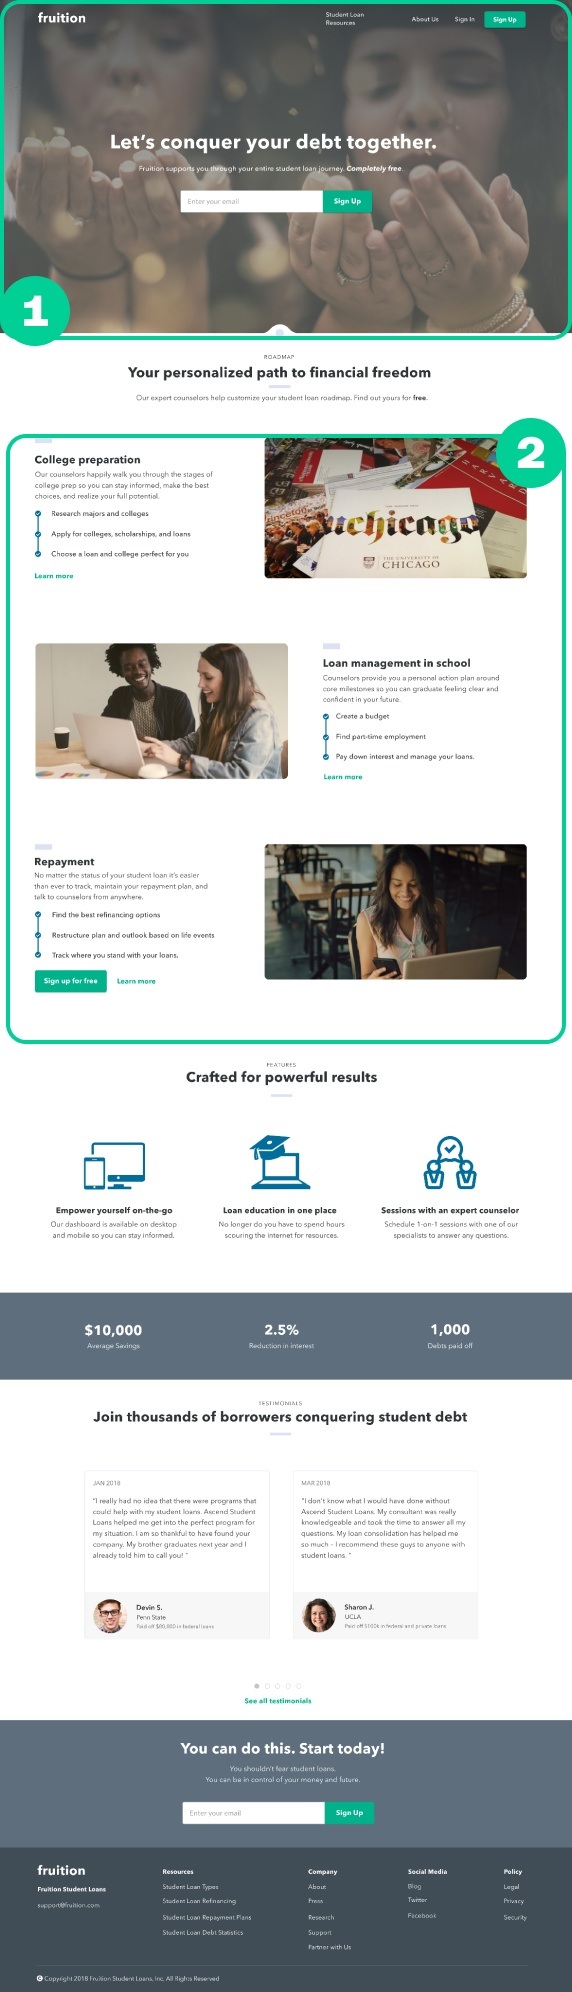 fruition
Student Loan
Resources
About Us
Sign In
Sign Up
Let's conquer your debt together.
Fruition supports you through your entire student loan journey. Completely free.
Enter your email
Sign Up
1
ROADMAP
Your personalized path to financial freedom
Our expert counselors help customize your student loan roadmap. Find out yours for free.
2
College preparation
Our counselors happily walk you through the stages of
college prep so you can stay informed, make the best
choices, and realize your full potential.
Research majors and colleges
Apply for colleges, scholarships, and loans
Choose a loan and college perfect for you
Learn more
HARVARD
uchicago
THE UNIVERSITY OF
CHICAGO
Loan management in school
Counselors provide you a personal action plan around
core milestones so you can graduate feeling clear and
confident in your future.
Create a budget
Find part-time employment
Pay down interest and manage your loans.
Learn more
Repayment
No matter the status of your student loan it's easier
than ever to track, maintain your repayment plan, and
talk to counselors from anywhere.
Find the best refinancing options
Restructure plan and outlook based on life events
Track where you stand with your loans.
Sign up for free
Learn more
FEATURES
Crafted for powerful results
Empower yourself on-the-go
Our dashboard is available on desktop
and mobile so you can stay informed.
Loan education in one place
No longer do you have to spend hours
scouring the internet for resources.
Sessions with an expert counselor
Schedule 1-on-1 sessions with one of our
specialists to answer any questions.
$10,000
Average Savings
2.5%
Reduction in interest
1,000
Debts paid off
TESTIMONIALS
Join thousands of borrowers conquering student debt
JAN 2018
"I really had no idea that there were programs that
could help with my student loans. Ascend Student
Loans helped me get into the perfect program for
my situation. I am so thankful to have found your
company. My brother graduates next year and I
already told him to call you! "
Devin S.
Penn State
Paid off $80,000 in federal loans
MAR 2018
"I don't know what I would have done without
Ascend Student Loans. My consultent was really
knowledgeable and took the time to answer all my
questions. My loan consolidation has helped me
so much - I recommend these guys to anyone with
student loans. "
Sharon J.
UCLA
Paid off $100k in federal and private loans
See all testimonials
You can do this. Start today!
You shouldn't fear student loans.
You can be in control of your money and future.
Enter your email
Sign Up
fruition
Fruition Student Loans
support@fruition.com
Resources
Student Loan Types
Student Loan Refinancing
Student Loan Repayment Plans
Student Loan Debt Statistics
Company
About
Press
Research
Support
Partner with Us
Social Media
Blog
Twitter
Facebook
Policy
Legal
Privacy
Security
© Copyright 2018 Fruition Student Loans, Inc. All Rights Reserved